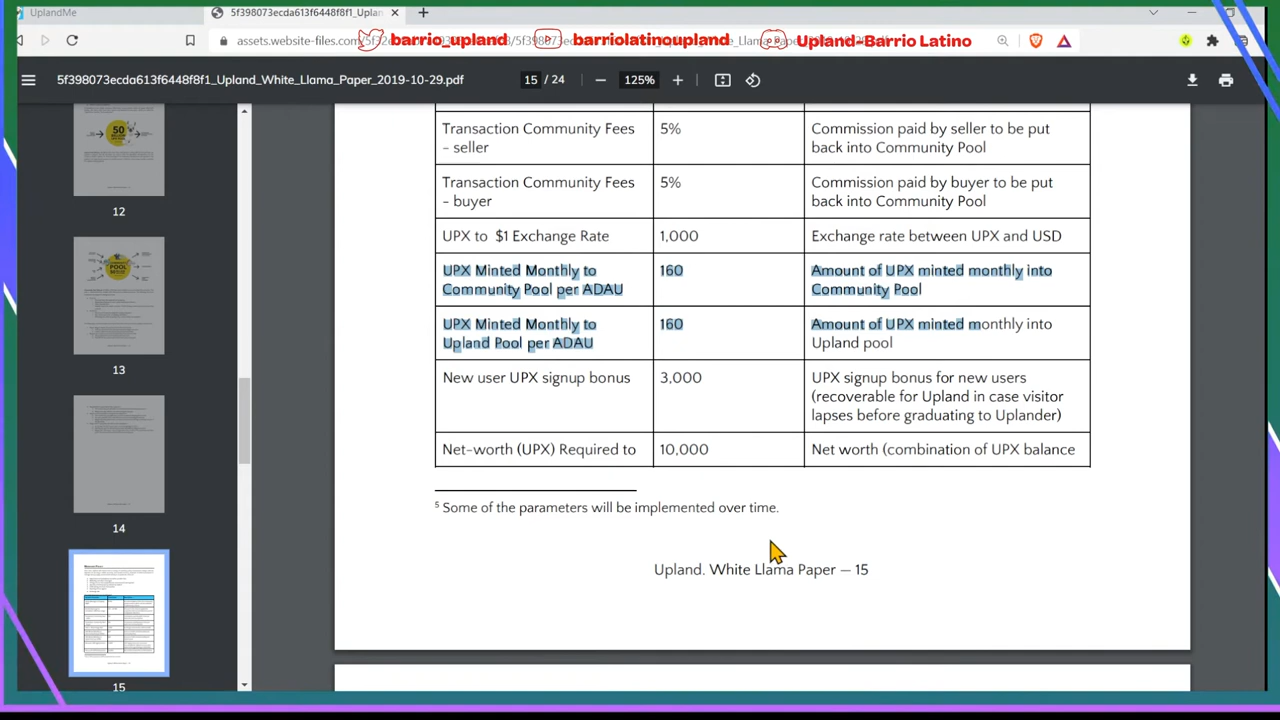 UplandMe
5f398073ecda613f6448f8f1_Uplan
barrio_upland
barriolatinoupland
Upland-Barrio Latino
assets.website-files.com
5f398073ecda613f6448f8f1_Upland_White_Llama_Paper_2019-10-29.pdf
15 / 24
125%
12
13
14
15
Transaction Community Fees
– seller
5%
Commission paid by seller to be put
back into Community Pool
Transaction Community Fees
– buyer
5%
Commission paid by buyer to be put
back into Community Pool
UPX to $1 Exchange Rate
1,000
Exchange rate between UPX and USD
UPX Minted Monthly to
Community Pool per ADAU
160
Amount of UPX minted monthly into
Community Pool
UPX Minted Monthly to
Upland Pool per ADAU
160
Amount of UPX minted monthly into
Upland pool
New user UPX signup bonus
3,000
UPX signup bonus for new users
(recoverable for Upland in case visitor
lapses before graduating to Uplander)
Net-worth (UPX) Required to
10,000
Net worth (combination of UPX balance
5 Some of the parameters will be implemented over time.
Upland. White Llama Paper — 15